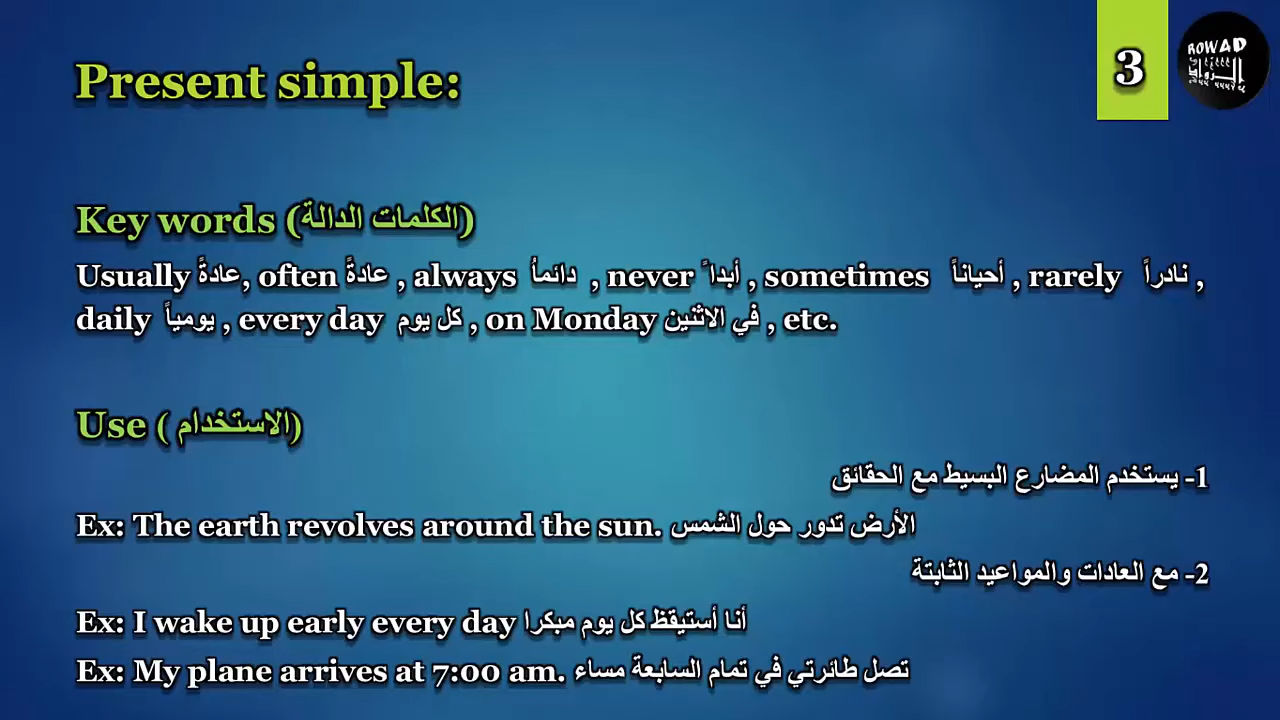 Present simple:
3
ROWAD
الرواد
Key words (الكلمات الدالة)
Usually عادةً, often عادةً , always دائماُ , never أبدا ً , sometimes أحياناً , rarely نادراً ,
daily يومياً , every day كل يوم , on Monday في الاثنين , etc.
Use ( الاستخدام)
1- يستخدم المضارع البسيط مع الحقائق
Ex: The earth revolves around the sun. الأرض تدور حول الشمس
2- مع العادات والمواعيد الثابتة
Ex: I wake up early every day أنا أستيقظ كل يوم مبكرا
Ex: My plane arrives at 7:00 am. تصل طائرتي في تمام السابعة مساء